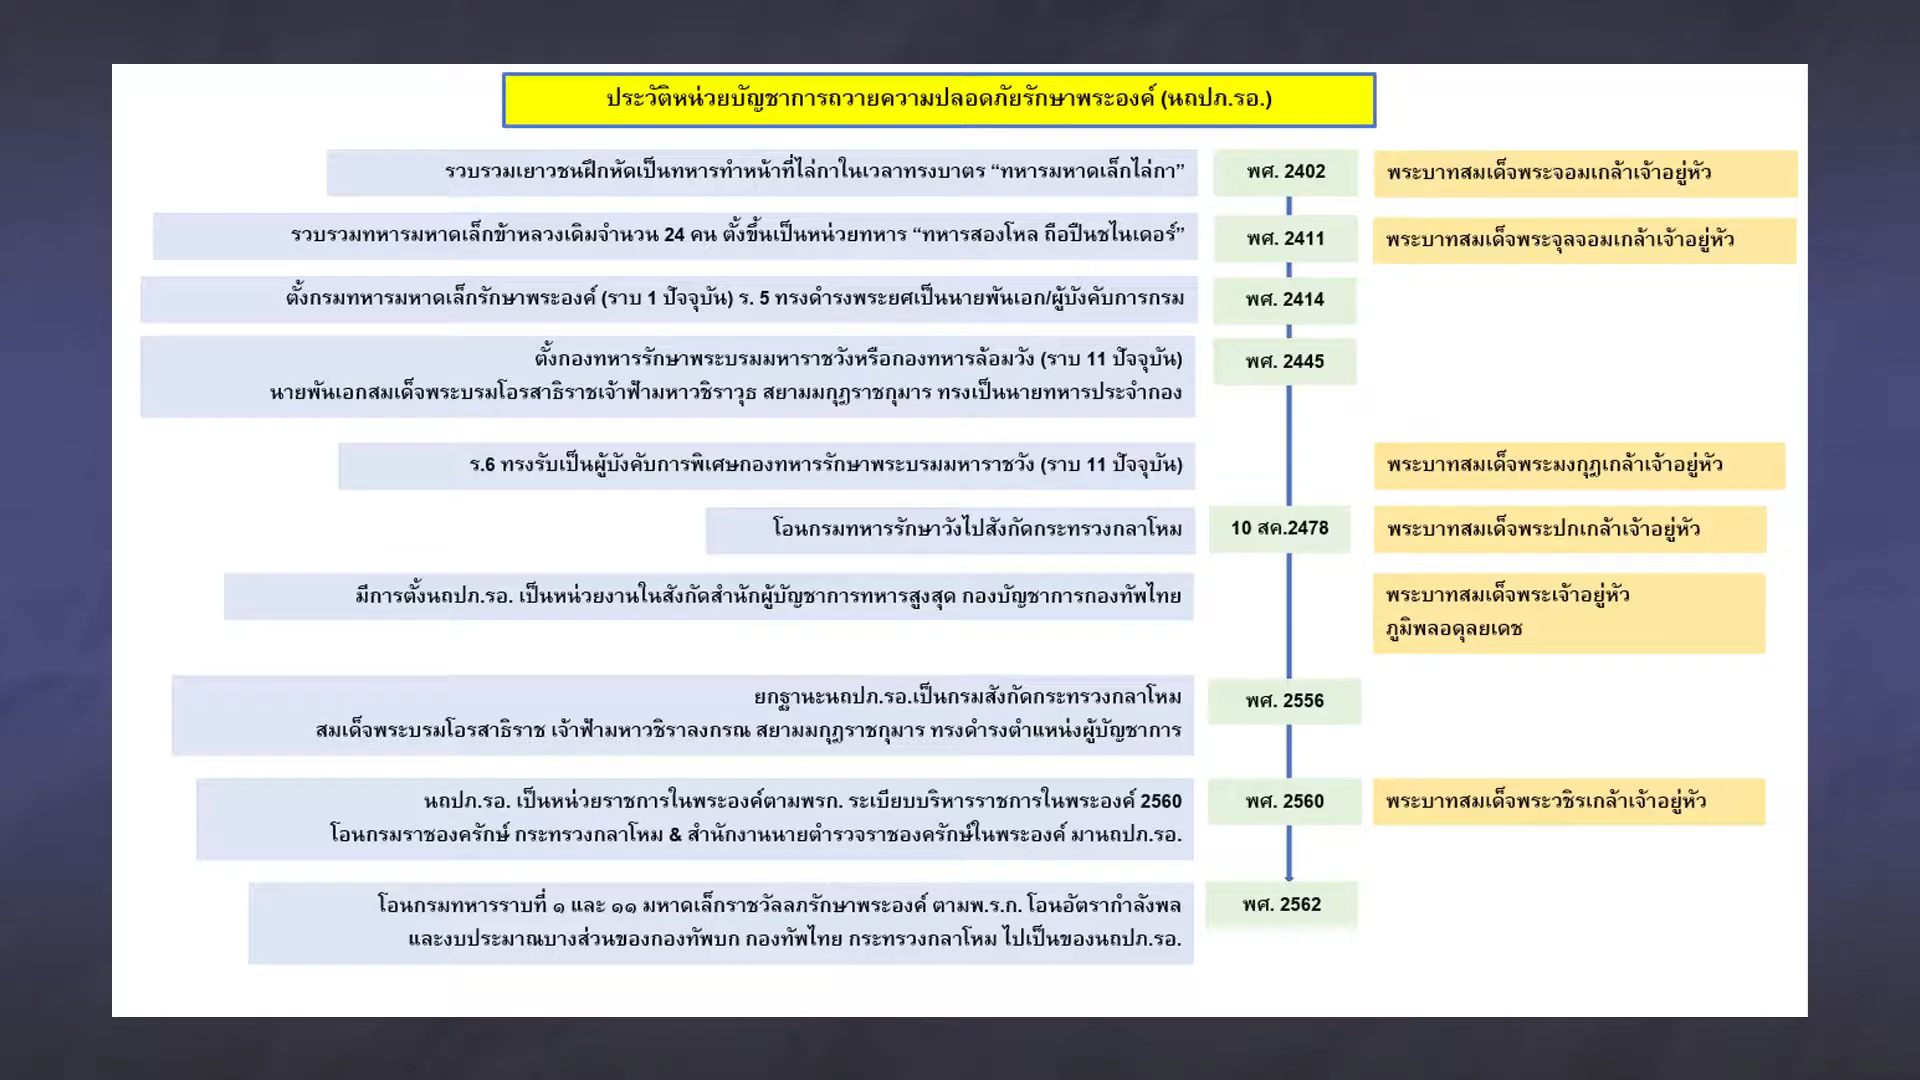 ประวัติหน่วยบัญชาการถวายความปลอดภัยรักษาพระองค์ (นถปภ.รอ.)
รวบรวมเยาวชนฝึกหัดเป็นทหารทำหน้าที่ไล่กาในเวลาทรงบาตร “ทหารมหาดเล็กไล่กา”
พศ. 2402
พระบาทสมเด็จพระจอมเกล้าเจ้าอยู่หัว
รวบรวมทหารมหาดเล็กข้าหลวงเดิมจำนวน 24 คน ตั้งขึ้นเป็นหน่วยทหาร “ทหารสองโหล ถือปืนชไนเดอร์”
พศ. 2411
พระบาทสมเด็จพระจุลจอมเกล้าเจ้าอยู่หัว
ตั้งกรมทหารมหาดเล็กรักษาพระองค์ (ราบ 1 ปัจจุบัน) ร. 5 ทรงดำรงพระยศเป็นนายพันเอก/ผู้บังคับการกรม
พศ. 2414
ตั้งกองทหารรักษาพระบรมมหาราชวังหรือกองทหารล้อมวัง (ราบ 11 ปัจจุบัน)
นายพันเอกสมเด็จพระบรมโอรสาธิราชเจ้าฟ้ามหาวชิราวุธ สยามมกุฎราชกุมาร ทรงเป็นนายทหารประจำกอง
พศ. 2445
ร.6 ทรงรับเป็นผู้บังคับการพิเศษกองทหารรักษาพระบรมมหาราชวัง (ราบ 11 ปัจจุบัน)
พระบาทสมเด็จพระมงกุฎเกล้าเจ้าอยู่หัว
โอนกรมทหารรักษาวังไปสังกัดกระทรวงกลาโหม
10 สค.2478
พระบาทสมเด็จพระปกเกล้าเจ้าอยู่หัว
มีการตั้งนถปภ.รอ. เป็นหน่วยงานในสังกัดสำนักผู้บัญชาการทหารสูงสุด กองบัญชาการกองทัพไทย
พระบาทสมเด็จพระเจ้าอยู่หัว
ภูมิพลอดุลยเดช
ยกฐานะนถปภ.รอ.เป็นกรมสังกัดกระทรวงกลาโหม
สมเด็จพระบรมโอรสาธิราช เจ้าฟ้ามหาวชิราลงกรณ สยามมกุฎราชกุมาร ทรงดำรงตำแหน่งผู้บัญชาการ
พศ. 2556
นถปภ.รอ. เป็นหน่วยราชการในพระองค์ตามพรก. ระเบียบบริหารราชการในพระองค์ 2560
โอนกรมราชองครักษ์ กระทรวงกลาโหม & สำนักงานนายตำรวจราชองครักษ์ในพระองค์ มานถปภ.รอ.
พศ. 2560
พระบาทสมเด็จพระวชิรเกล้าเจ้าอยู่หัว
โอนกรมทหารราบที่ ๑ และ ๑๑ มหาดเล็กราชวัลลภรักษาพระองค์ ตามพ.ร.ก. โอนอัตรากำลังพล
และงบประมาณบางส่วนของกองทัพบก กองทัพไทย กระทรวงกลาโหม ไปเป็นของนถปภ.รอ.
พศ. 2562